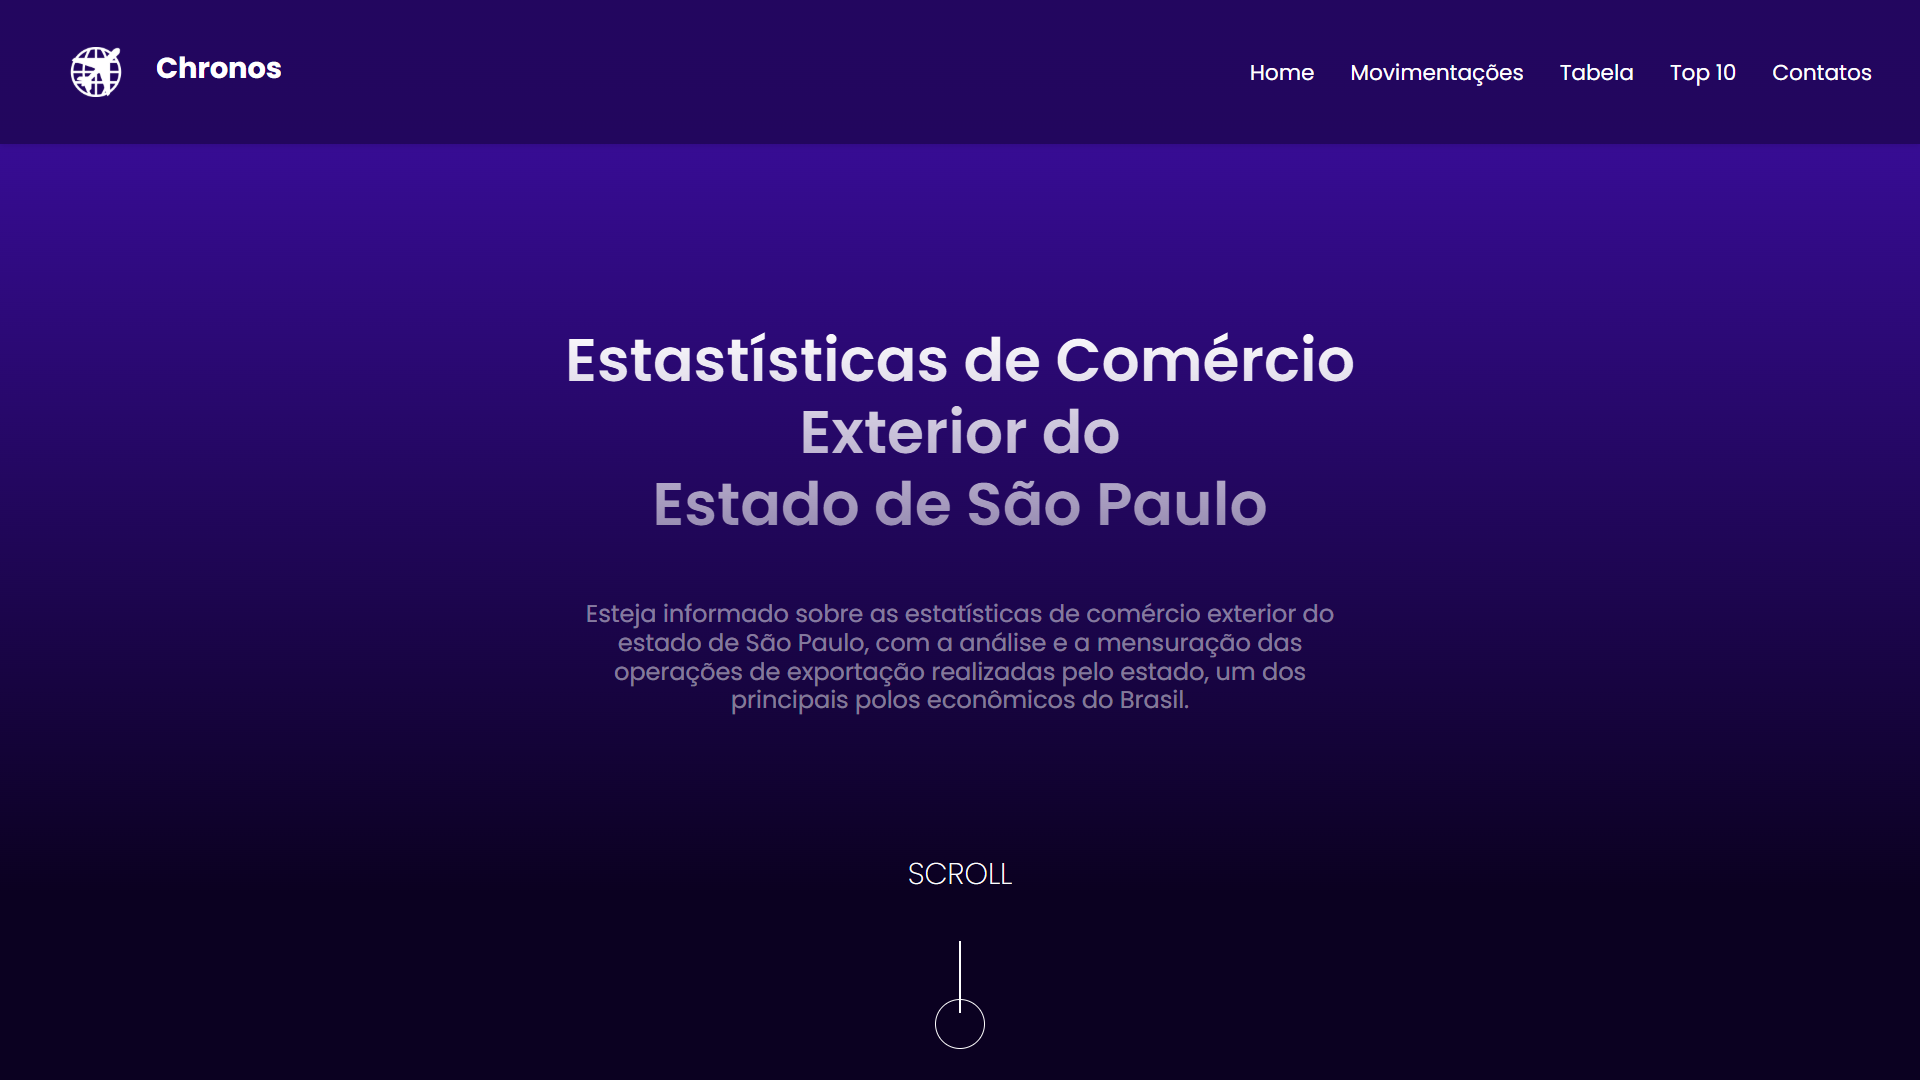 Chronos
Home Movimentações Tabela Top 10 Contatos
Estastísticas de Comércio
Exterior do
Estado de São Paulo
Esteja informado sobre as estatísticas de comércio exterior do
estado de São Paulo, com a análise e a mensuração das
operações de exportação realizadas pelo estado, um dos
principais polos econômicos do Brasil.
SCROLL